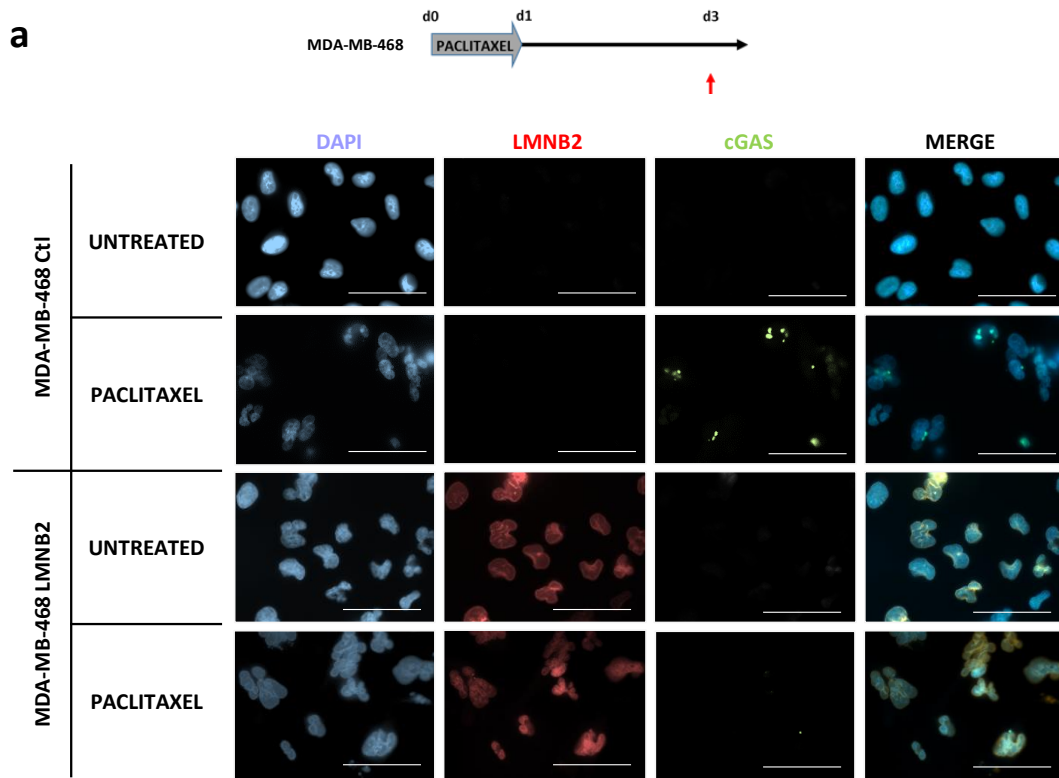 a
d0 d1 d3
MDA-MB-468 PACLITAXEL
DAPI LMNB2 cGAS MERGE
MDA-MB-468 Ctl
UNTREATED
PACLITAXEL
MDA-MB-468 LMNB2
UNTREATED
PACLITAXEL